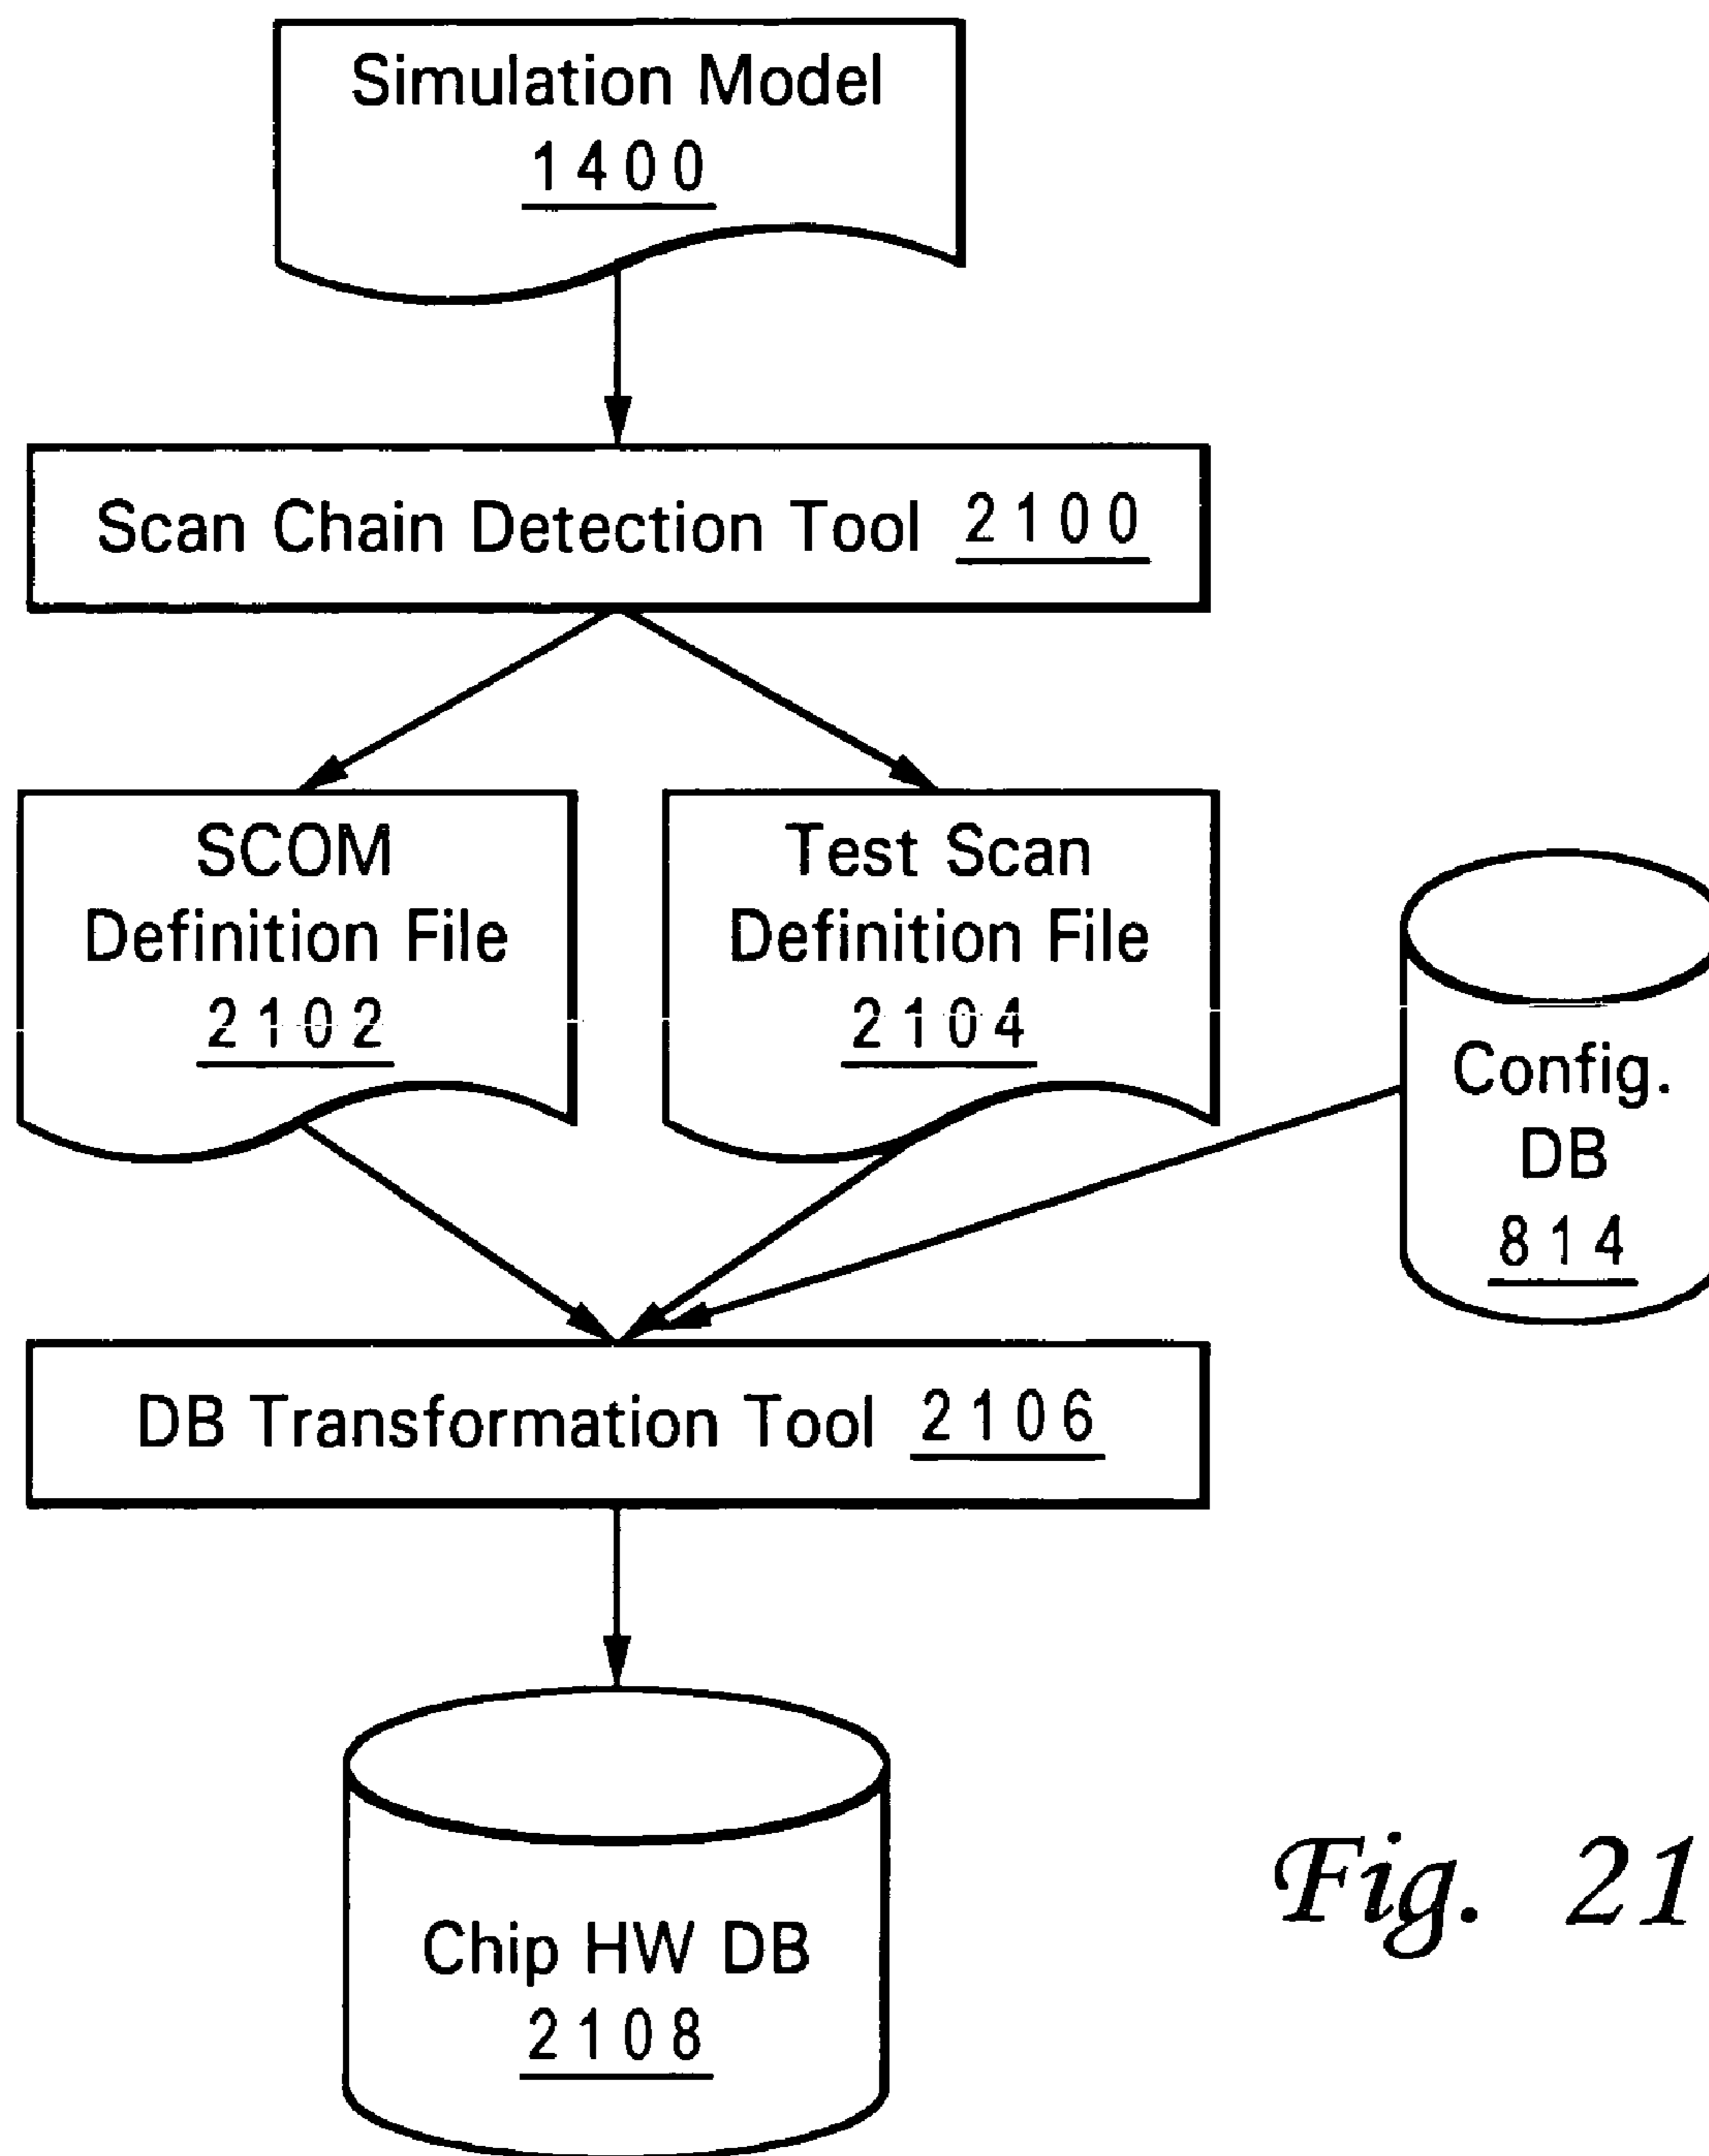 Simulation Model
1400
Scan Chain Detection Tool 2100
SCOM
Definition File
2102
Test Scan
Definition File
2104
Config.
DB
814
DB Transformation Tool 2106
Chip HW DB
2108
Fig. 21